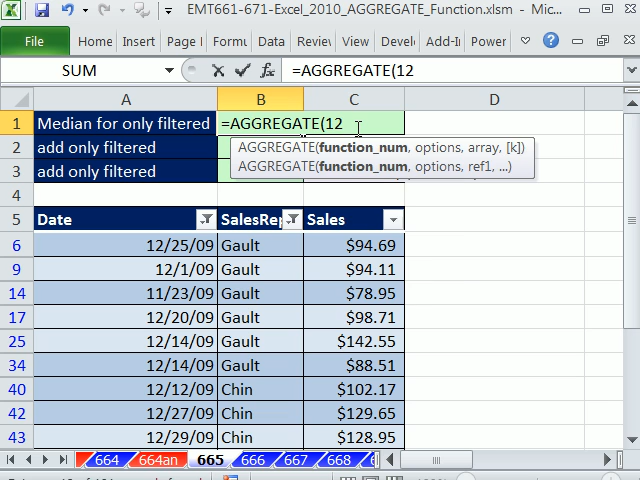 EMT661-671-Excel_2010_AGGREGATE_Function.xlsm - Mic...
File Home Insert Page l Formu Data Review Develo Add-In Power
SUM =AGGREGATE(12
A B C D
1 Median for only filtered =AGGREGATE(12
AGGREGATE(function_num, options, array, [k])
2 add only filtered
AGGREGATE(function_num, options, ref1, ...)
3 add only filtered
4
5 Date SalesRep Sales
6 12/25/09 Gault $94.69
9 12/1/09 Gault $94.11
14 11/23/09 Gault $78.95
17 12/20/09 Gault $98.71
25 12/14/09 Gault $142.55
34 12/14/09 Gault $88.51
40 12/12/09 Chin $102.17
42 12/27/09 Chin $129.65
43 12/29/09 Chin $128.95
664 664an 665 666 667 668